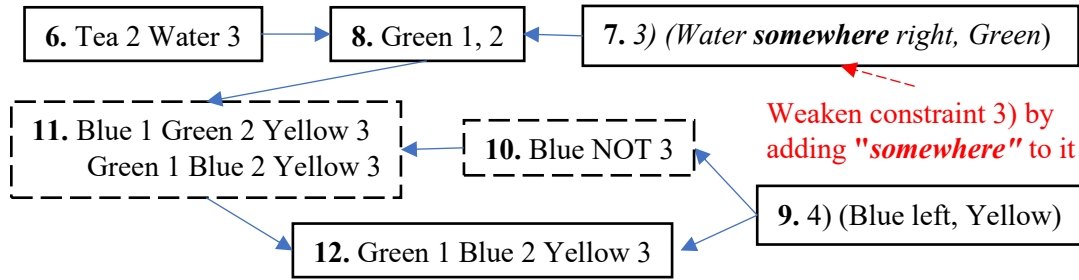 6. Tea 2 Water 3
8. Green 1, 2
7. 3) (Water somewhere right, Green)
Weaken constraint 3) by
adding "somewhere" to it
11. Blue 1 Green 2 Yellow 3
Green 1 Blue 2 Yellow 3
10. Blue NOT 3
9. 4) (Blue left, Yellow)
12. Green 1 Blue 2 Yellow 3